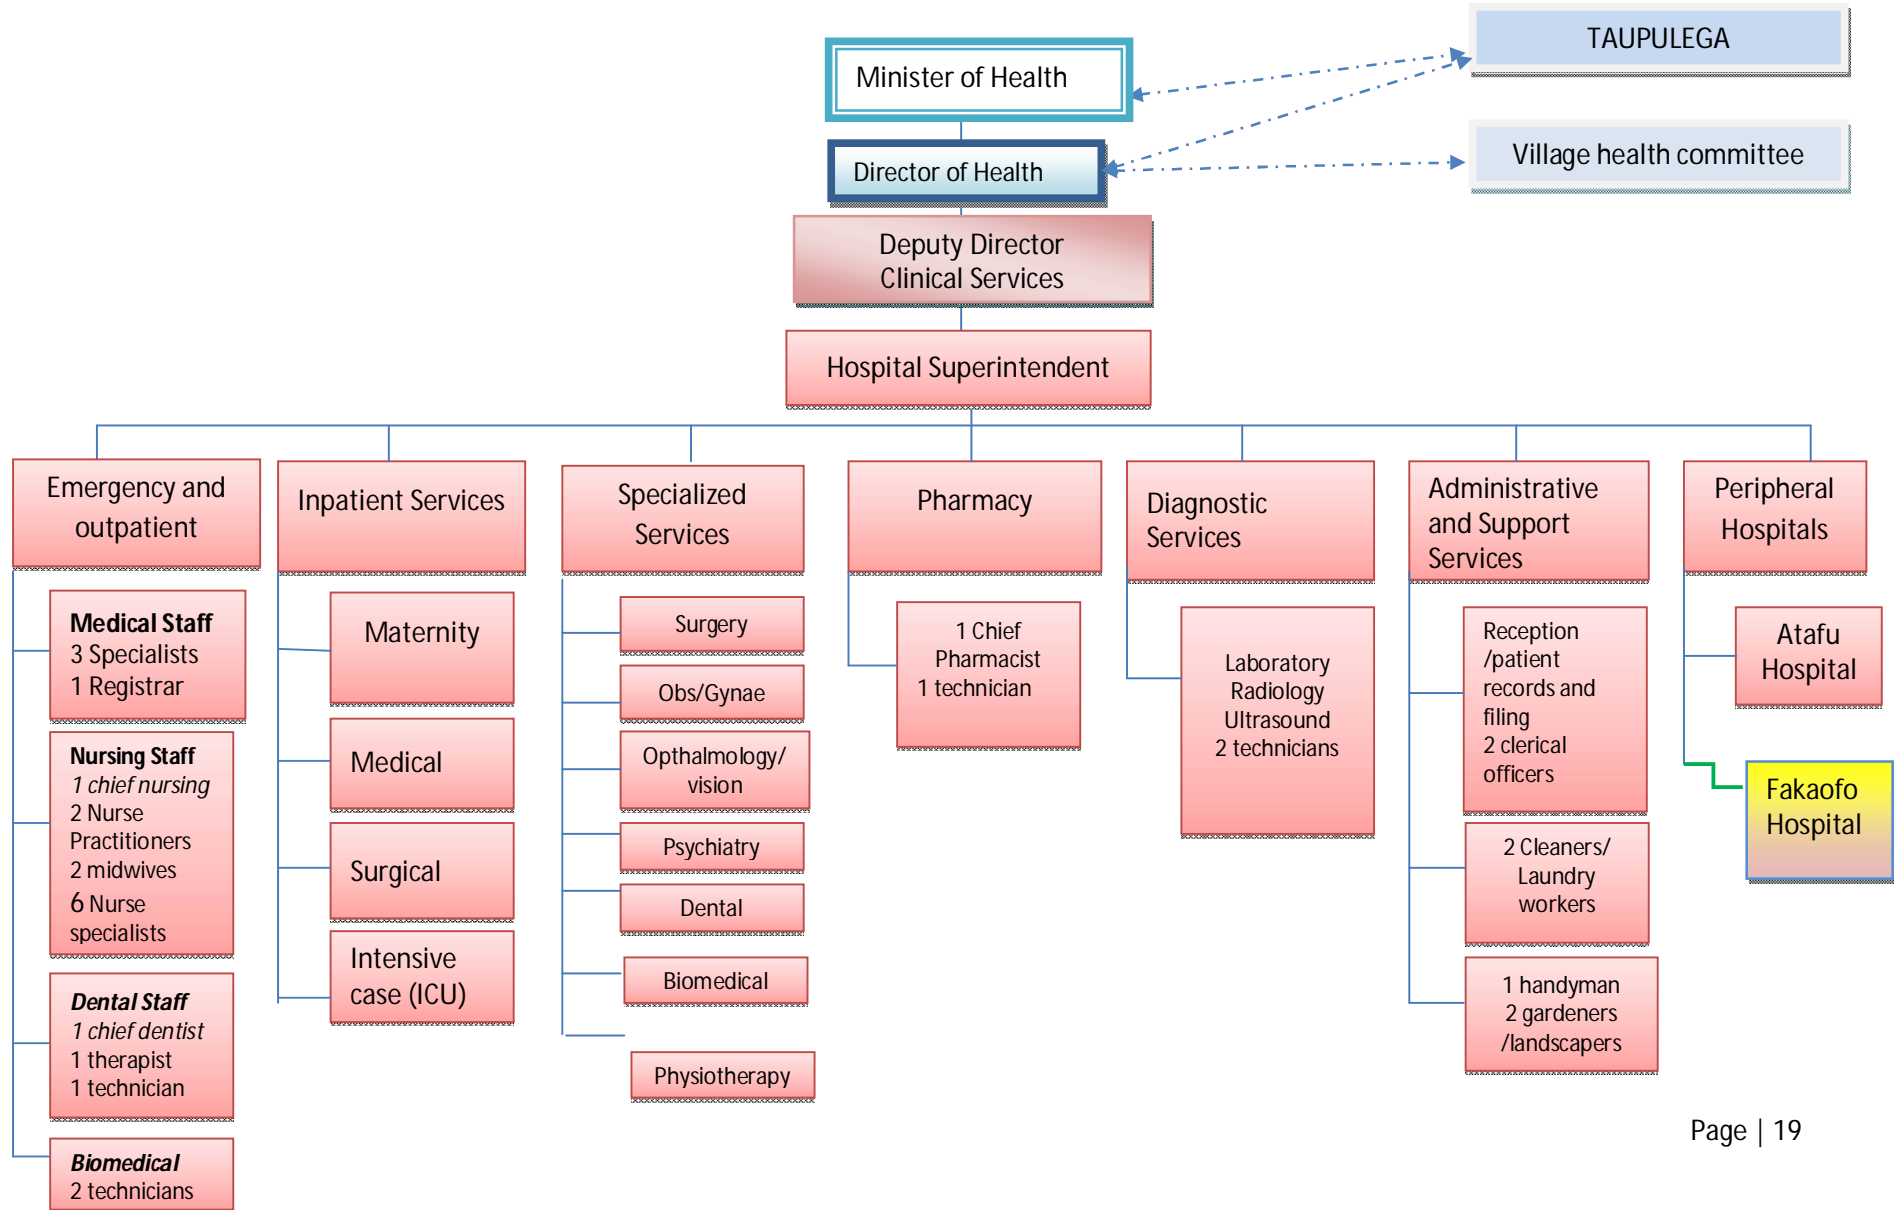 TAUPULEGA
Minister of Health
Village health committee
Director of Health
Deputy Director
Clinical Services
Hospital Superintendent
Emergency and
outpatient
Medical Staff
3 Specialists
1 Registrar
Nursing Staff
1 chief nursing
2 Nurse
Practitioners
2 midwives
6 Nurse
specialists
Dental Staff
1 chief dentist
1 therapist
1 technician
Biomedical
2 technicians
Inpatient Services
Maternity
Medical
Surgical
Intensive
case (ICU)
Specialized
Services
Surgery
Obs/Gynae
Opthalmology/
vision
Psychiatry
Dental
Biomedical
Physiotherapy
Pharmacy
1 Chief
Pharmacist
1 technician
Diagnostic
Services
Laboratory
Radiology
Ultrasound
2 technicians
Administrative
and Support
Services
Reception
/patient
records and
filing
2 clerical
officers
2 Cleaners/
Laundry
workers
1 handyman
2 gardeners
/landscapers
Peripheral
Hospitals
Atafu
Hospital
Fakaofo
Hospital
Page | 19